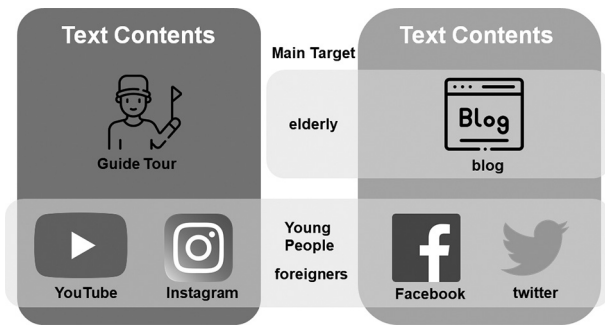 Text Contents
Guide Tour
YouTube
Instagram
Main Target
elderly
Young
People
foreigners
Text Contents
Blog
blog
f
Facebook
twitter